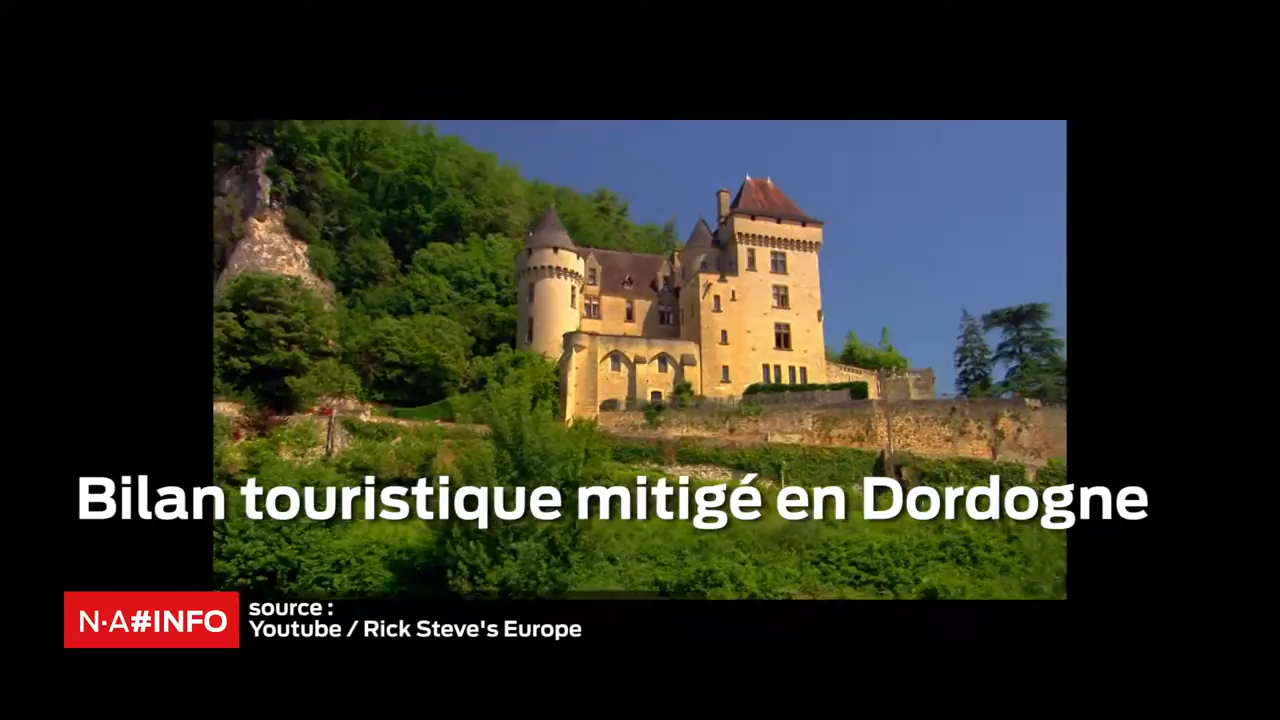 Bilan touristique mitigé en Dordogne
N·A#INFO
source :
Youtube / Rick Steve's Europe